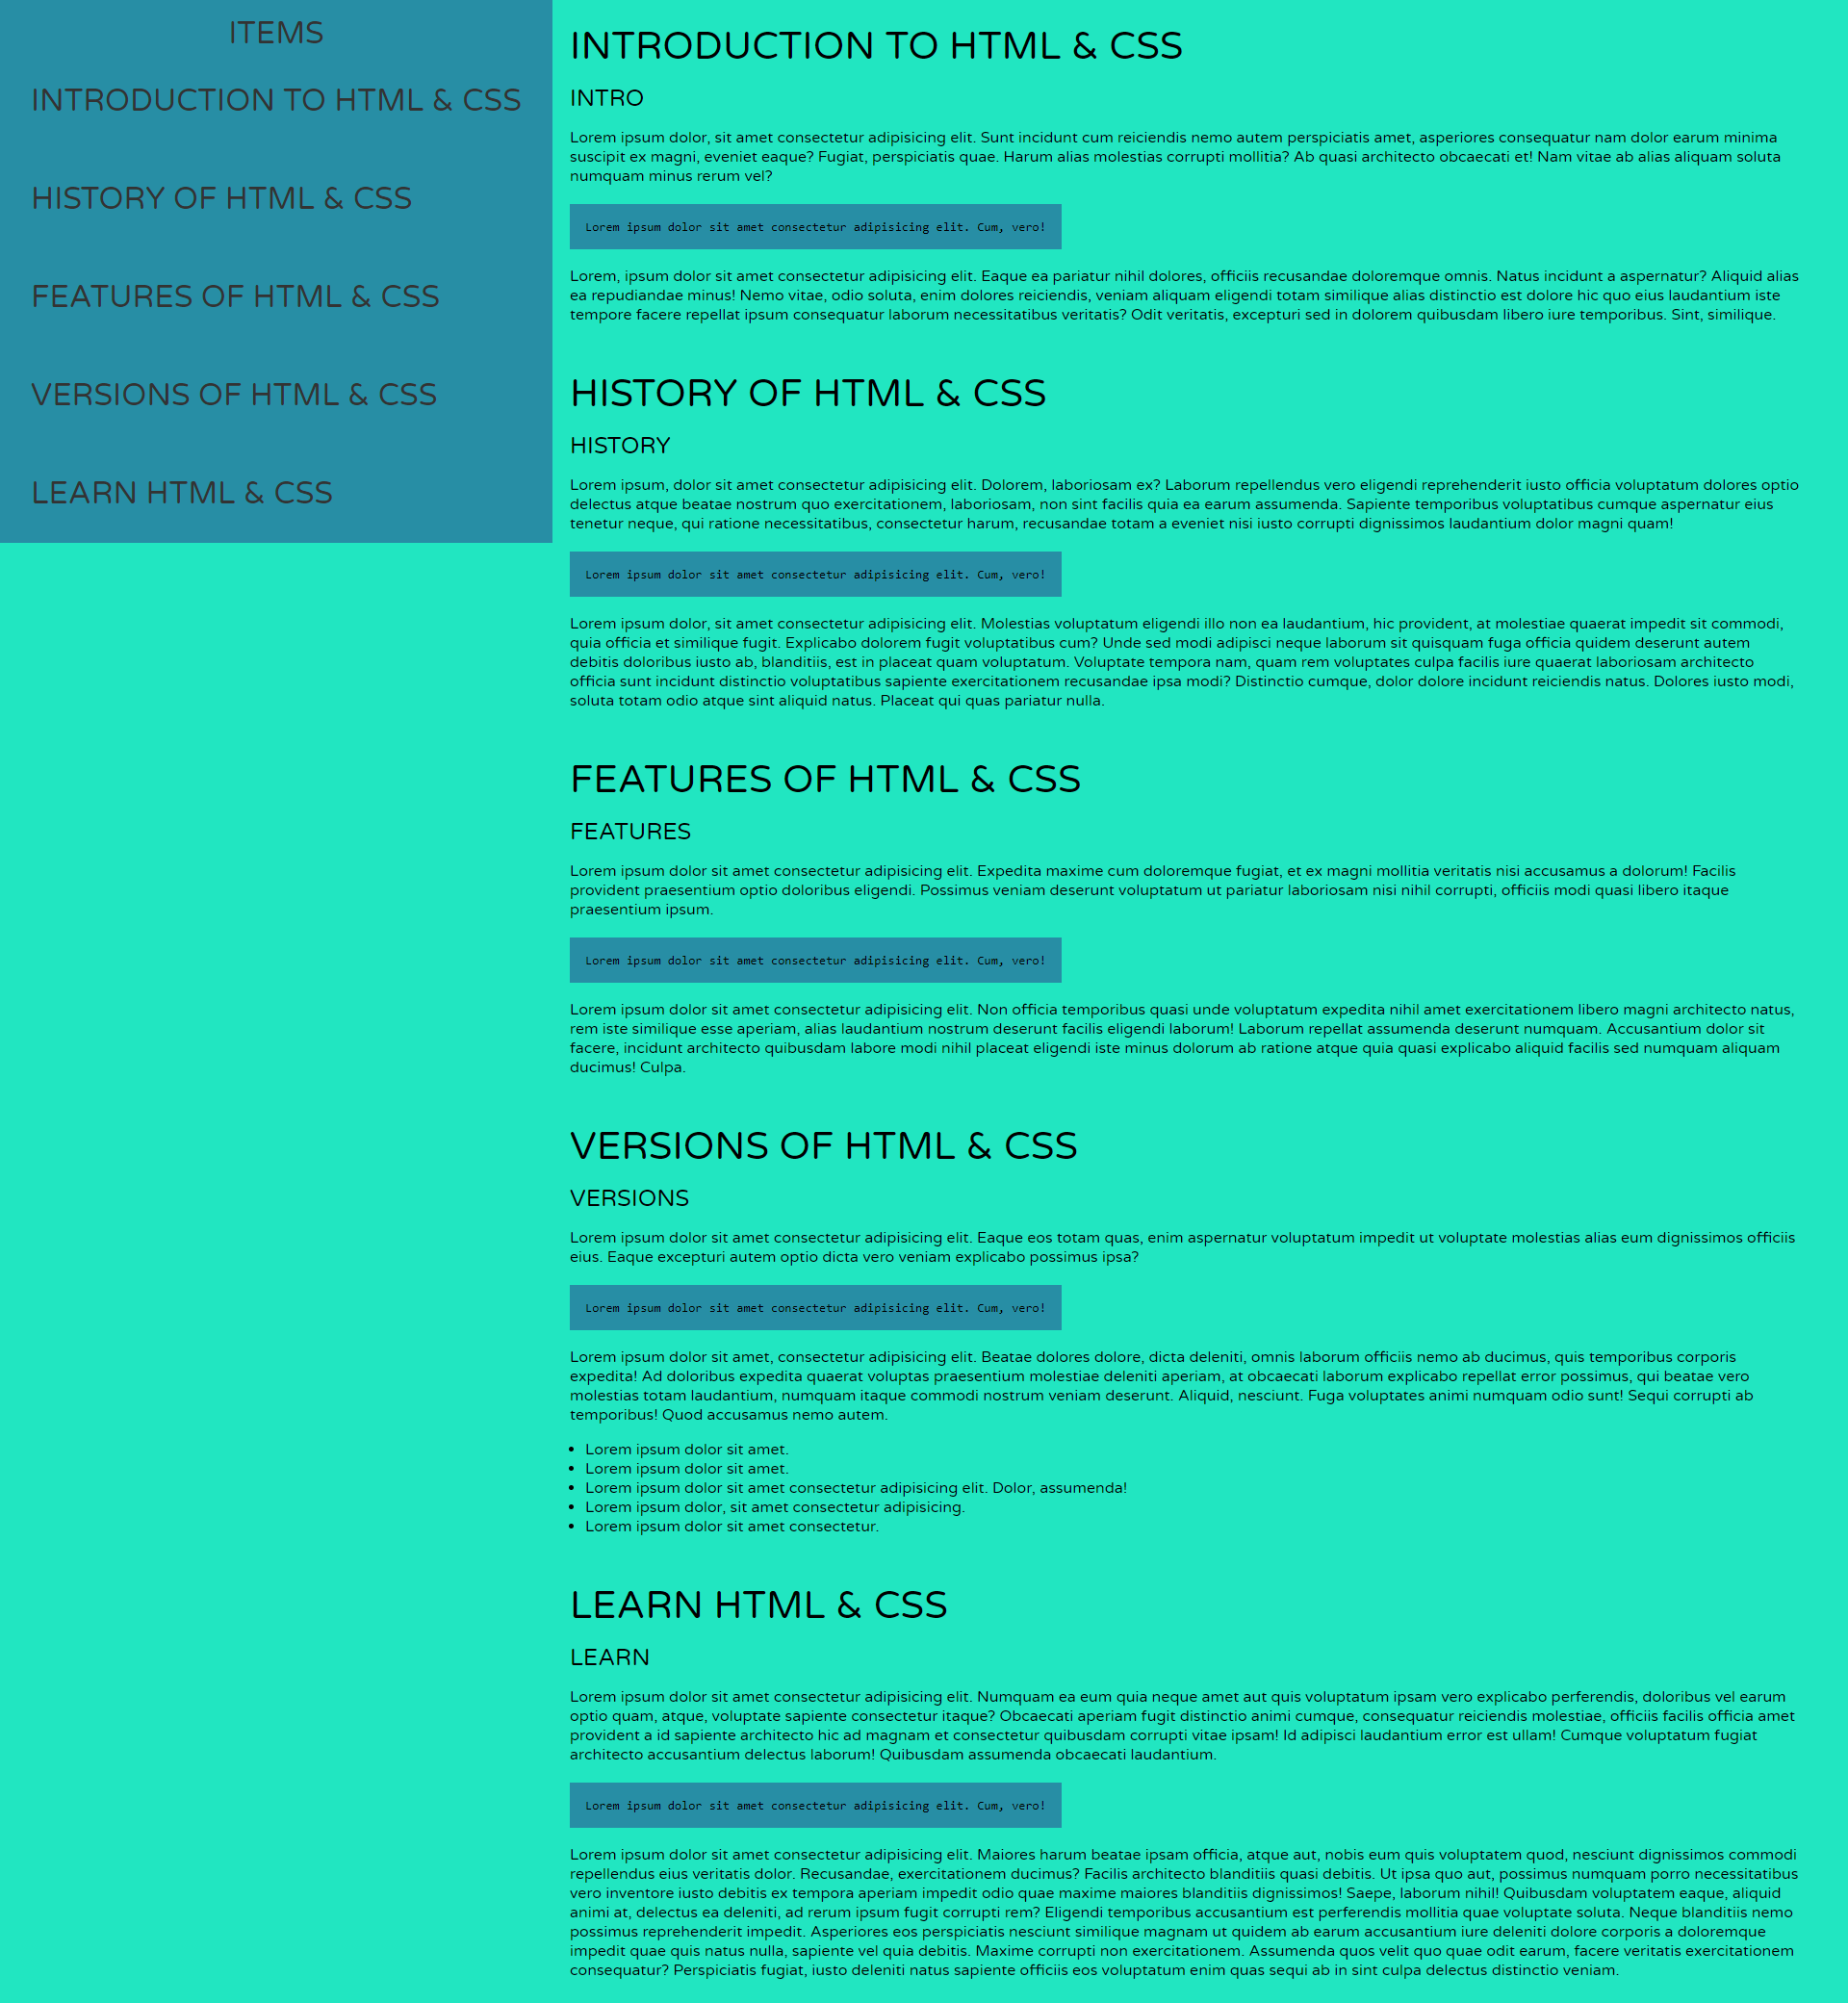 ITEMS
INTRODUCTION TO HTML & CSS
HISTORY OF HTML & CSS
FEATURES OF HTML & CSS
VERSIONS OF HTML & CSS
LEARN HTML & CSS
INTRODUCTION TO HTML & CSS
INTRO
Lorem ipsum dolor, sit amet consectetur adipisicing elit. Sunt incidunt cum reiciendis nemo autem perspiciatis amet, asperiores consequatur nam dolor earum minima
suscipit ex magni, eveniet eaque? Fugiat, perspiciatis quae. Harum alias molestias corrupti mollitia? Ab quasi architecto obcaecati et! Nam vitae ab alias aliquam soluta
numquam minus rerum vel?
Lorem ipsum dolor sit amet consectetur adipisicing elit. Cum, vero!
Lorem, ipsum dolor sit amet consectetur adipisicing elit. Eaque ea pariatur nihil dolores, officiis recusandae doloremque omnis. Natus incidunt a aspernatur? Aliquid alias
ea repudiandae minus! Nemo vitae, odio soluta, enim dolores reiciendis, veniam aliquam eligendi totam similique alias distinctio est dolore hic quo eius laudantium iste
tempore facere repellat ipsum consequatur laborum necessitatibus veritatis? Odit veritatis, excepturi sed in dolorem quibusdam libero iure temporibus. Sint, similique.
HISTORY OF HTML & CSS
HISTORY
Lorem ipsum, dolor sit amet consectetur adipisicing elit. Dolorem, laboriosam ex? Laborum repellendus vero eligendi reprehenderit iusto officia voluptatum dolores optio
delectus atque beatae nostrum quo exercitationem, laboriosam, non sint facilis quia ea earum assumenda. Sapiente temporibus voluptatibus cumque aspernatur eius
tenetur neque, qui ratione necessitatibus, consectetur harum, recusandae totam a eveniet nisi iusto corrupti dignissimos laudantium dolor magni quam!
Lorem ipsum dolor sit amet consectetur adipisicing elit. Cum, vero!
Lorem ipsum dolor, sit amet consectetur adipisicing elit. Molestias voluptatum eligendi illo non ea laudantium, hic provident, at molestiae quaerat impedit sit commodi,
quia officia et similique fugit. Explicabo dolorem fugit voluptatibus cum? Unde sed modi adipisci neque laborum sit quisquam fuga officia quidem deserunt autem
debitis doloribus iusto ab, blanditiis, est in placeat quam voluptatum. Voluptate tempora nam, quam rem voluptates culpa facilis iure quaerat laboriosam architecto
officia sunt incidunt distinctio voluptatibus sapiente exercitationem recusandae ipsa modi? Distinctio cumque, dolor dolore incidunt reiciendis natus. Dolores iusto modi,
soluta totam odio atque sint aliquid natus. Placeat qui quas pariatur nulla.
FEATURES OF HTML & CSS
FEATURES
Lorem ipsum dolor sit amet consectetur adipisicing elit. Expedita maxime cum doloremque fugiat, et ex magni mollitia veritatis nisi accusamus a dolorum! Facilis
provident praesentium optio doloribus eligendi. Possimus veniam deserunt voluptatum ut pariatur laboriosam nisi nihil corrupti, officiis modi quasi libero itaque
praesentium ipsum.
Lorem ipsum dolor sit amet consectetur adipisicing elit. Cum, vero!
Lorem ipsum dolor sit amet consectetur adipisicing elit. Non officia temporibus quasi unde voluptatum expedita nihil amet exercitationem libero magni architecto natus,
rem iste similique esse aperiam, alias laudantium nostrum deserunt facilis eligendi laborum! Laborum repellat assumenda deserunt numquam. Accusantium dolor sit
facere, incidunt architecto quibusdam labore modi nihil placeat eligendi iste minus dolorum ab ratione atque quia quasi explicabo aliquid facilis sed numquam aliquam
ducimus! Culpa.
VERSIONS OF HTML & CSS
VERSIONS
Lorem ipsum dolor sit amet consectetur adipisicing elit. Eaque eos totam quas, enim aspernatur voluptatum impedit ut voluptate molestias alias eum dignissimos officiis
eius. Eaque excepturi autem optio dicta vero veniam explicabo possimus ipsa?
Lorem ipsum dolor sit amet consectetur adipisicing elit. Cum, vero!
Lorem ipsum dolor sit amet, consectetur adipisicing elit. Beatae dolores dolore, dicta deleniti, omnis laborum officiis nemo ab ducimus, quis temporibus corporis
expedita! Ad doloribus expedita quaerat voluptas praesentium molestiae deleniti aperiam, at obcaecati laborum explicabo repellat error possimus, qui beatae vero
molestias totam laudantium, numquam itaque commodi nostrum veniam deserunt. Aliquid, nesciunt. Fuga voluptates animi numquam odio sunt! Sequi corrupti ab
temporibus! Quod accusamus nemo autem.
• Lorem ipsum dolor sit amet.
• Lorem ipsum dolor sit amet.
• Lorem ipsum dolor sit amet consectetur adipisicing elit. Dolor, assumenda!
• Lorem ipsum dolor, sit amet consectetur adipisicing.
• Lorem ipsum dolor sit amet consectetur.
LEARN HTML & CSS
LEARN
Lorem ipsum dolor sit amet consectetur adipisicing elit. Numquam ea eum quia neque amet aut quis voluptatum ipsam vero explicabo perferendis, doloribus vel earum
optio quam, atque, voluptate sapiente consectetur itaque? Obcaecati aperiam fugit distinctio animi cumque, consequatur reiciendis molestiae, officiis facilis officia amet
provident a id sapiente architecto hic ad magnam et consectetur quibusdam corrupti vitae ipsam! Id adipisci laudantium error est ullam! Cumque voluptatum fugiat
architecto accusantium delectus laborum! Quibusdam assumenda obcaecati laudantium.
Lorem ipsum dolor sit amet consectetur adipisicing elit. Cum, vero!
Lorem ipsum dolor sit amet consectetur adipisicing elit. Maiores harum beatae ipsam officia, atque aut, nobis eum quis voluptatem quod, nesciunt dignissimos commodi
repellendus eius veritatis dolor. Recusandae, exercitationem ducimus? Facilis architecto blanditiis quasi debitis. Ut ipsa quo aut, possimus numquam porro necessitatibus
vero inventore iusto debitis ex tempora aperiam impedit odio quae maxime maiores blanditiis dignissimos! Saepe, laborum nihil! Quibusdam voluptatem eaque, aliquid
animi at, delectus ea deleniti, ad rerum ipsum fugit corrupti rem? Eligendi temporibus accusantium est perferendis mollitia quae voluptate soluta. Neque blanditiis nemo
possimus reprehenderit impedit. Asperiores eos perspiciatis nesciunt similique magnam ut quidem ab earum accusantium iure deleniti dolore corporis a doloremque
impedit quae quis natus nulla, sapiente vel quia debitis. Maxime corrupti non exercitationem. Assumenda quos velit quo quae odit earum, facere veritatis exercitationem
consequatur? Perspiciatis fugiat, iusto deleniti natus sapiente officiis eos voluptatum enim quas sequi ab in sint culpa delectus distinctio veniam.